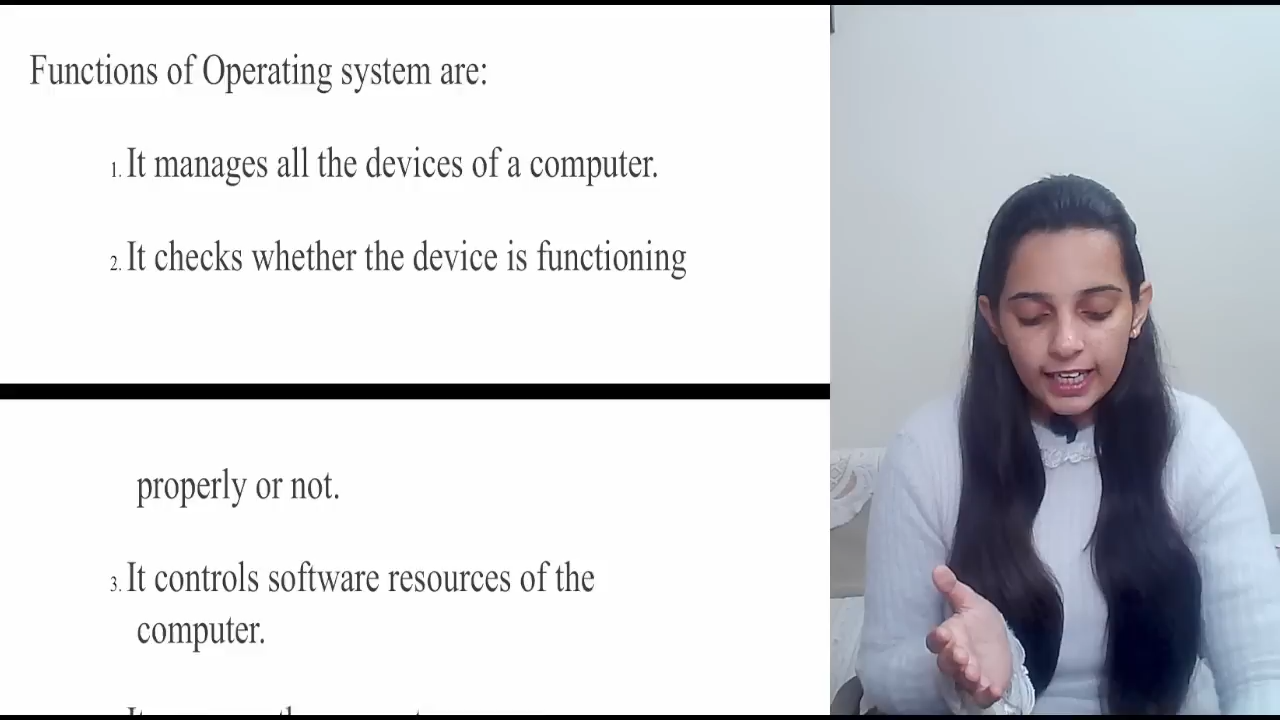 Functions of Operating system are:
1. It manages all the devices of a computer.
2. It checks whether the device is functioning
properly or not.
3. It controls software resources of the
computer.